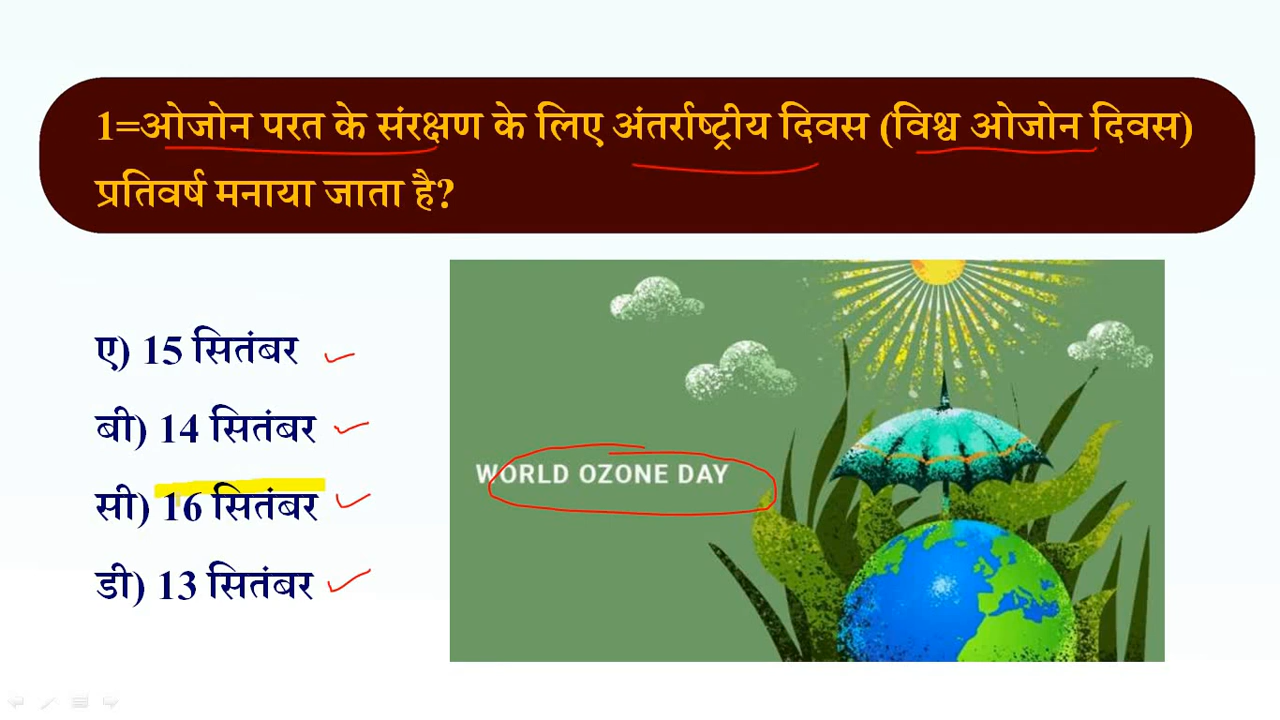 1=ओजोन परत के संरक्षण के लिए अंतर्राष्ट्रीय दिवस (विश्व ओजोन दिवस)
प्रतिवर्ष मनाया जाता है?
ए) 15 सितंबर
बी) 14 सितंबर
सी) 16 सितंबर
डी) 13 सितंबर
WORLD OZONE DAY